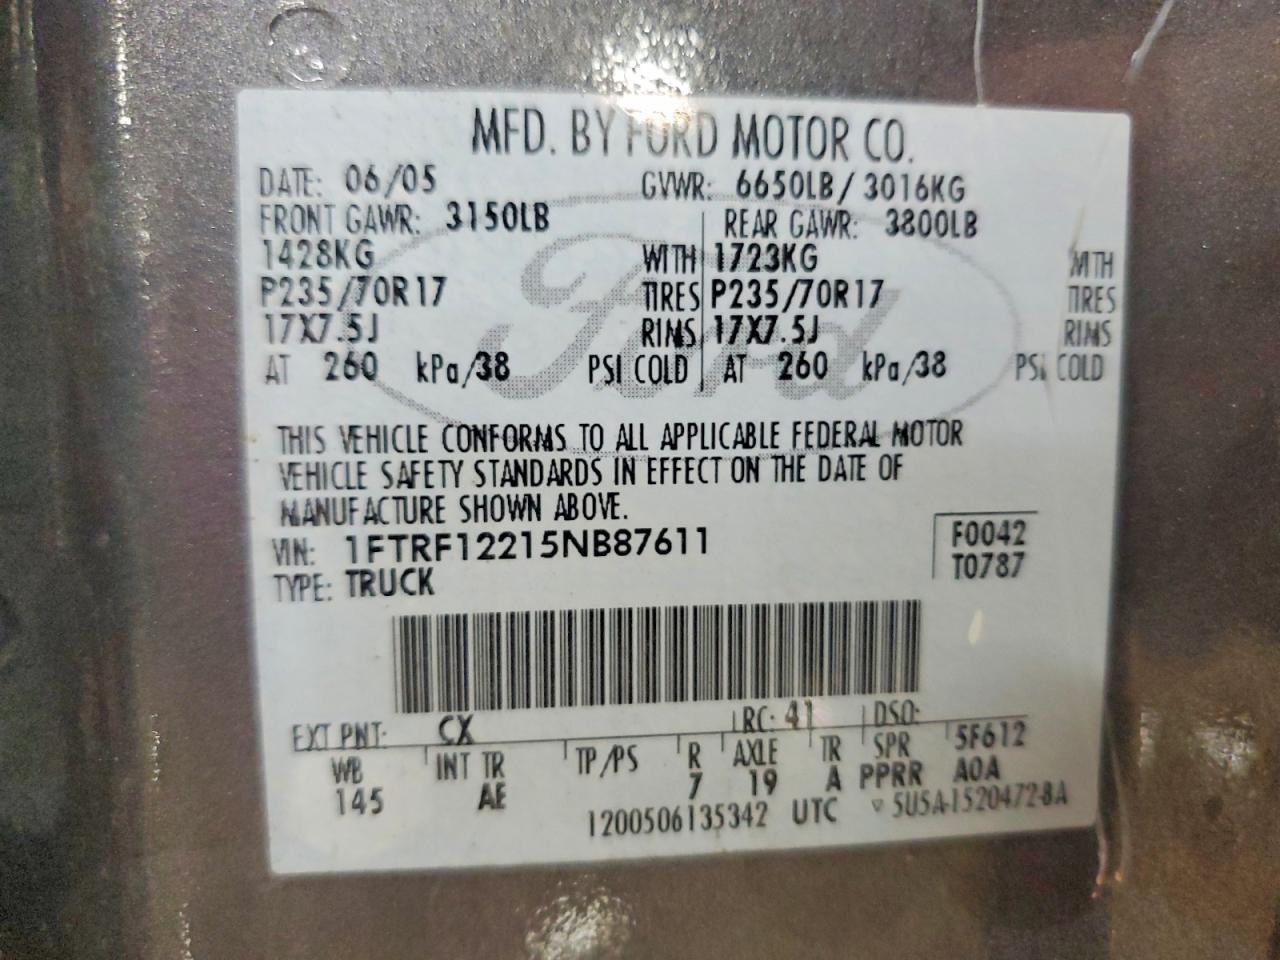 MFD. BY FORD MOTOR CO.
DATE: 06/05 GVWR: 6650LB/ 3016KG
FRONT GAWR: 3150LB REAR GAWR: 3800LB
1428KG WITH 1723KG WITH
P235/70R17 TIRES P235/70R17 TIRES
17X7.5J RIMS 17X7.5J RIMS
AT 260 kPa/38 PSI COLD AT 260 kPa/38 PSI COLD
Ford
THIS VEHICLE CONFORMS TO ALL APPLICABLE FEDERAL MOTOR
VEHICLE SAFETY STANDARDS IN EFFECT ON THE DATE OF
MANUFACTURE SHOWN ABOVE.
VIN: 1FTRF12215NB87611 F0042
TYPE: TRUCK T0787
EXT PNT: CX RC: 41 DSO:
WB INT TR TP/PS R AXLE TR SPR 5F612
145 AE 7 19 A PPRR A0A
1200506135342 UTC ▽ 5U5A-1520472-BA